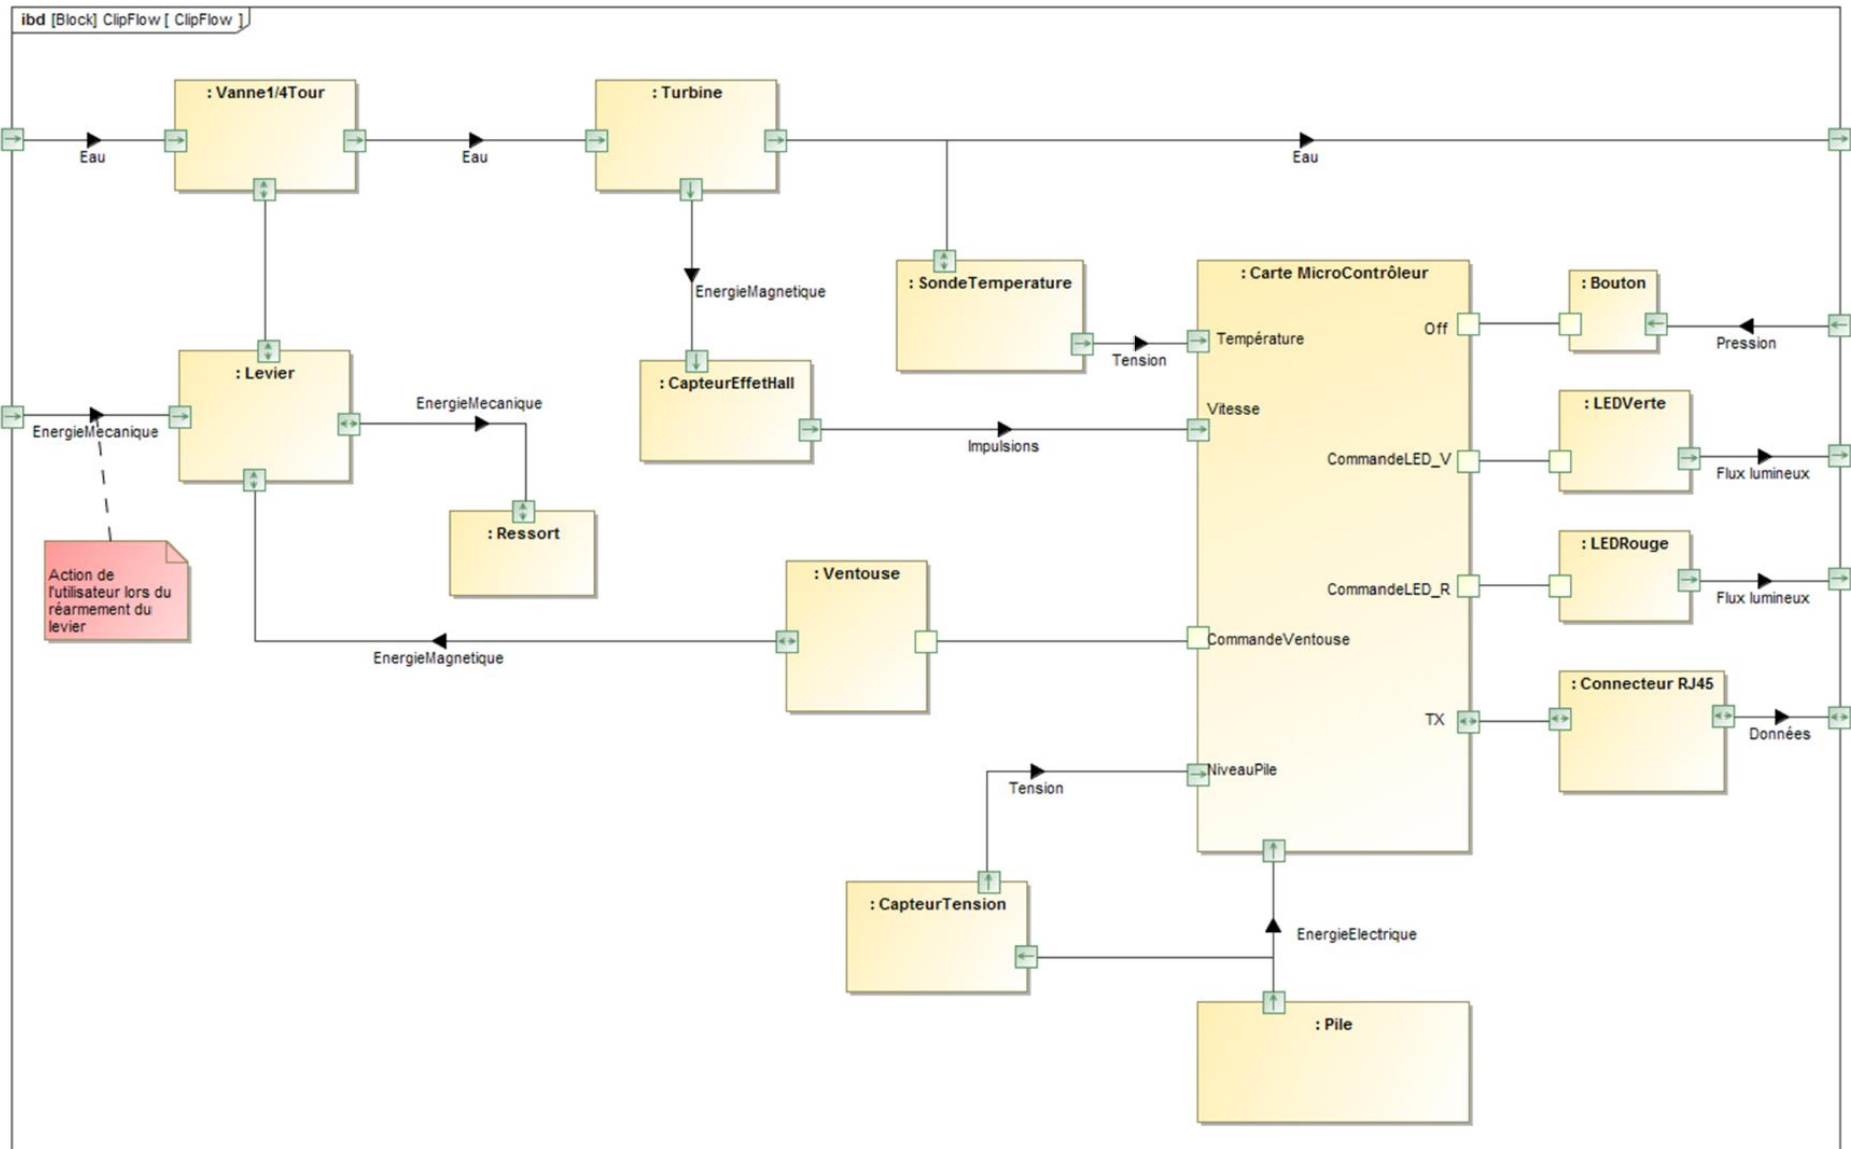 ibd [Block] ClipFlow [ ClipFlow ]
: Vanne1/4Tour
: Turbine
Eau
Eau
Eau
: SondeTemperature
: Carte MicroContrôleur
: Bouton
EnergieMagnetique
Température
Off
Tension
Pression
: Levier
: CapteurEffetHall
EnergieMecanique
: LEDVerte
Vitesse
EnergieMecanique
Impulsions
CommandeLED_V
Flux lumineux
: Ressort
: LEDRouge
Action de
l'utilisateur lors du
réarmement du
levier
: Ventouse
CommandeLED_R
Flux lumineux
CommandeVentouse
EnergieMagnetique
: Connecteur RJ45
TX
Données
NiveauPile
Tension
: CapteurTension
EnergieElectrique
: Pile